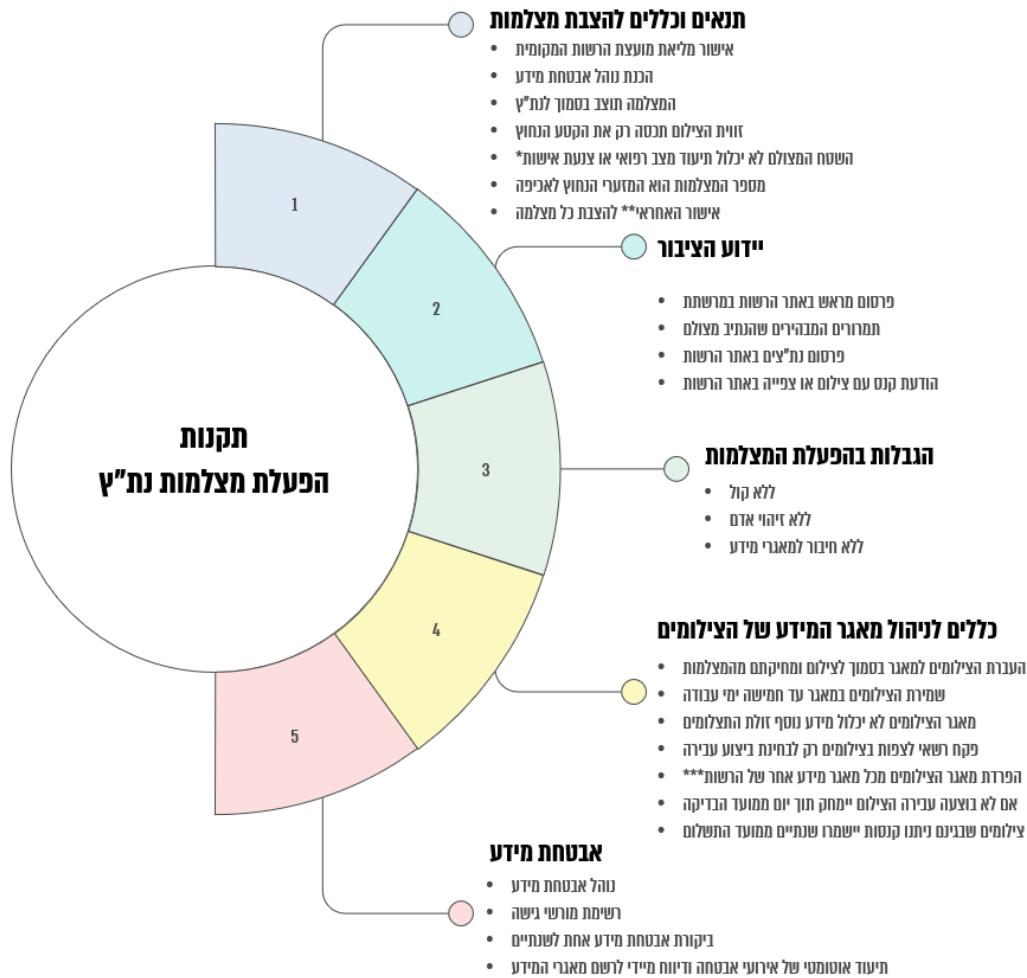 תנאים וכללים להצבת מצלמות
• אישור מליאת מועצת הרשות המקומית
• הכנת נוהל אבטחת מידע
• המצלמה תוצב בסמוך לנת"ץ
• זווית הצילום תכסה רק את הקטע הנחוץ
• השטח המצולם לא יכלול תיעוד מצב רפואי או צנעת אישות*
• מספר המצלמות הוא המזערי הנחוץ לאכיפה
• אישור האחראי** להצבת כל מצלמה
1
יידוע הציבור
• פרסום מראש באתר הרשות במרשתת
• תמרורים המבהירים שהנתיב מצולם
• פרסום נת"צים באתר הרשות
• הודעת קנס עם צילום או צפייה באתר הרשות
2
תקנות
הפעלת מצלמות נת"ץ
הגבלות בהפעלת המצלמות
• ללא קול
• ללא זיהוי אדם
• ללא חיבור למאגרי מידע
3
כללים לניהול מאגר המידע של הצילומים
• העברת הצילומים למאגר בסמוך לצילום ומחיקתם מהמצלמות
• שמירת הצילומים במאגר עד חמישה ימי עבודה
• מאגר הצילומים לא יכלול מידע נוסף זולת התצלומים
• פקח רשאי לצפות בצילומים רק לבחינת ביצוע עבירה
• הפרדת מאגר הצילומים מכל מאגר מידע אחר של הרשות***
• אם לא בוצעה עבירה הצילום יימחק תוך יום ממועד הבדיקה
• צילומים שבגינם ניתנו קנסות יישמרו שנתיים ממועד התשלום
4
אבטחת מידע
• נוהל אבטחת מידע
• רשימת מורשי גישה
• ביקורת אבטחת מידע אחת לשנתיים
• תיעוד אוטומטי של אירועי אבטחה ודיווח מיידי לרשם מאגרי המידע
5